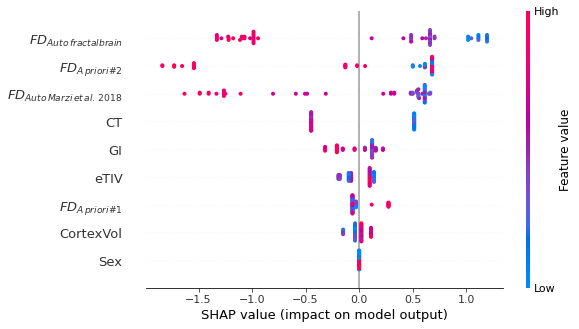 High
FD_Auto fractalbrain
FD_A priori#2
FD_Auto Marzi et al. 2018
CT
GI
eTIV
FD_A priori#1
CortexVol
Sex
Feature value
Low
−1.5 −1.0 −0.5 0.0 0.5 1.0
SHAP value (impact on model output)